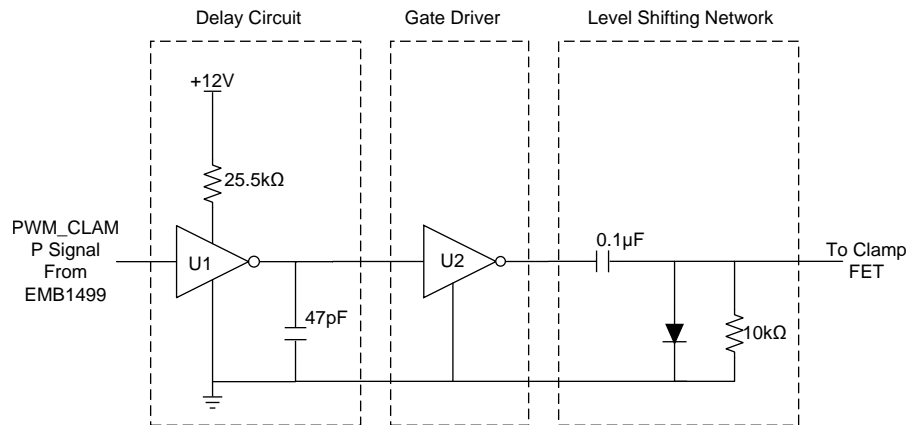 Delay Circuit
Gate Driver
Level Shifting Network
+12V
25.5kΩ
PWM_CLAM
P Signal
From
EMB1499
U1
47pF
U2
0.1µF
10kΩ
To Clamp
FET